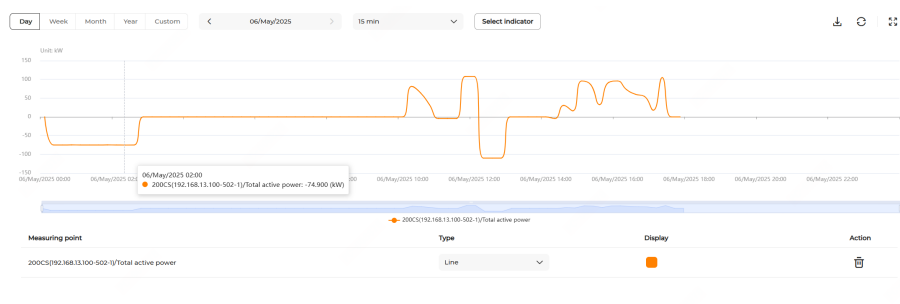 Day Week Month Year Custom 06/May/2025 15 min Select indicator
Unit: kW
150
100
50
0
-50
-100
-150
06/May/2025 00:00 06/May/2025 02: 06/May/2025 10:00 06/May/2025 12:00 06/May/2025 14:00 06/May/2025 16:00 06/May/2025 18:00 06/May/2025 20:00 06/May/2025 22:00
06/May/2025 02:00
200CS(192.168.13.100-502-1)/Total active power: -74.900 (kW)
200CS(192.168.13.100-502-1)/Total active power
Measuring point Type Display Action
200CS(192.168.13.100-502-1)/Total active power Line